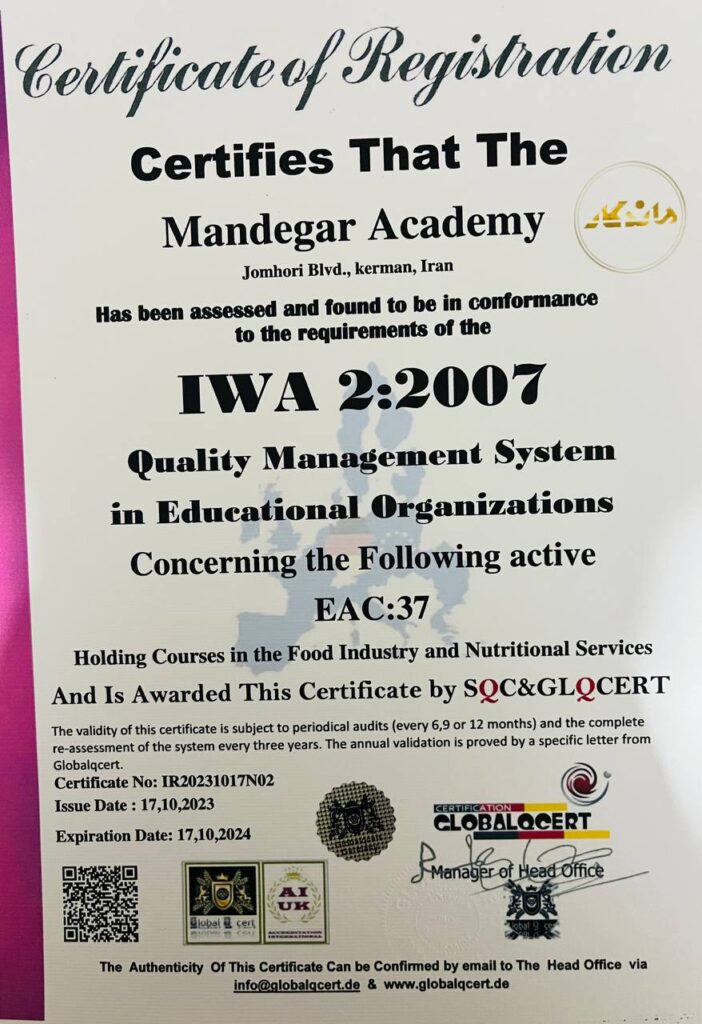 Certificate of Registration
Certifies That The
Mandegar Academy
ماندگار
Jomhori Blvd., kerman, Iran
Has been assessed and found to be in conformance
to the requirements of the
IWA 2:2007
Quality Management System
in Educational Organizations
Concerning the Following active
EAC:37
Holding Courses in the Food Industry and Nutritional Services
And Is Awarded This Certificate by SQC&GLQCERT
The validity of this certificate is subject to periodical audits (every 6,9 or 12 months) and the complete
re-assessment of the system every three years. The annual validation is proved by a specific letter from
Globalqcert.
Certificate No: IR20231017N02
Issue Date : 17,10,2023
Expiration Date: 17,10,2024
CERTIFICATION
GLOBALQCERT
Manager of Head Office
Global Q cert
AI
UK
ACCREDITATION
INTERNATIONAL
The Authenticity Of This Certificate Can be Confirmed by email to The Head Office via
info@globalqcert.de & www.globalqcert.de